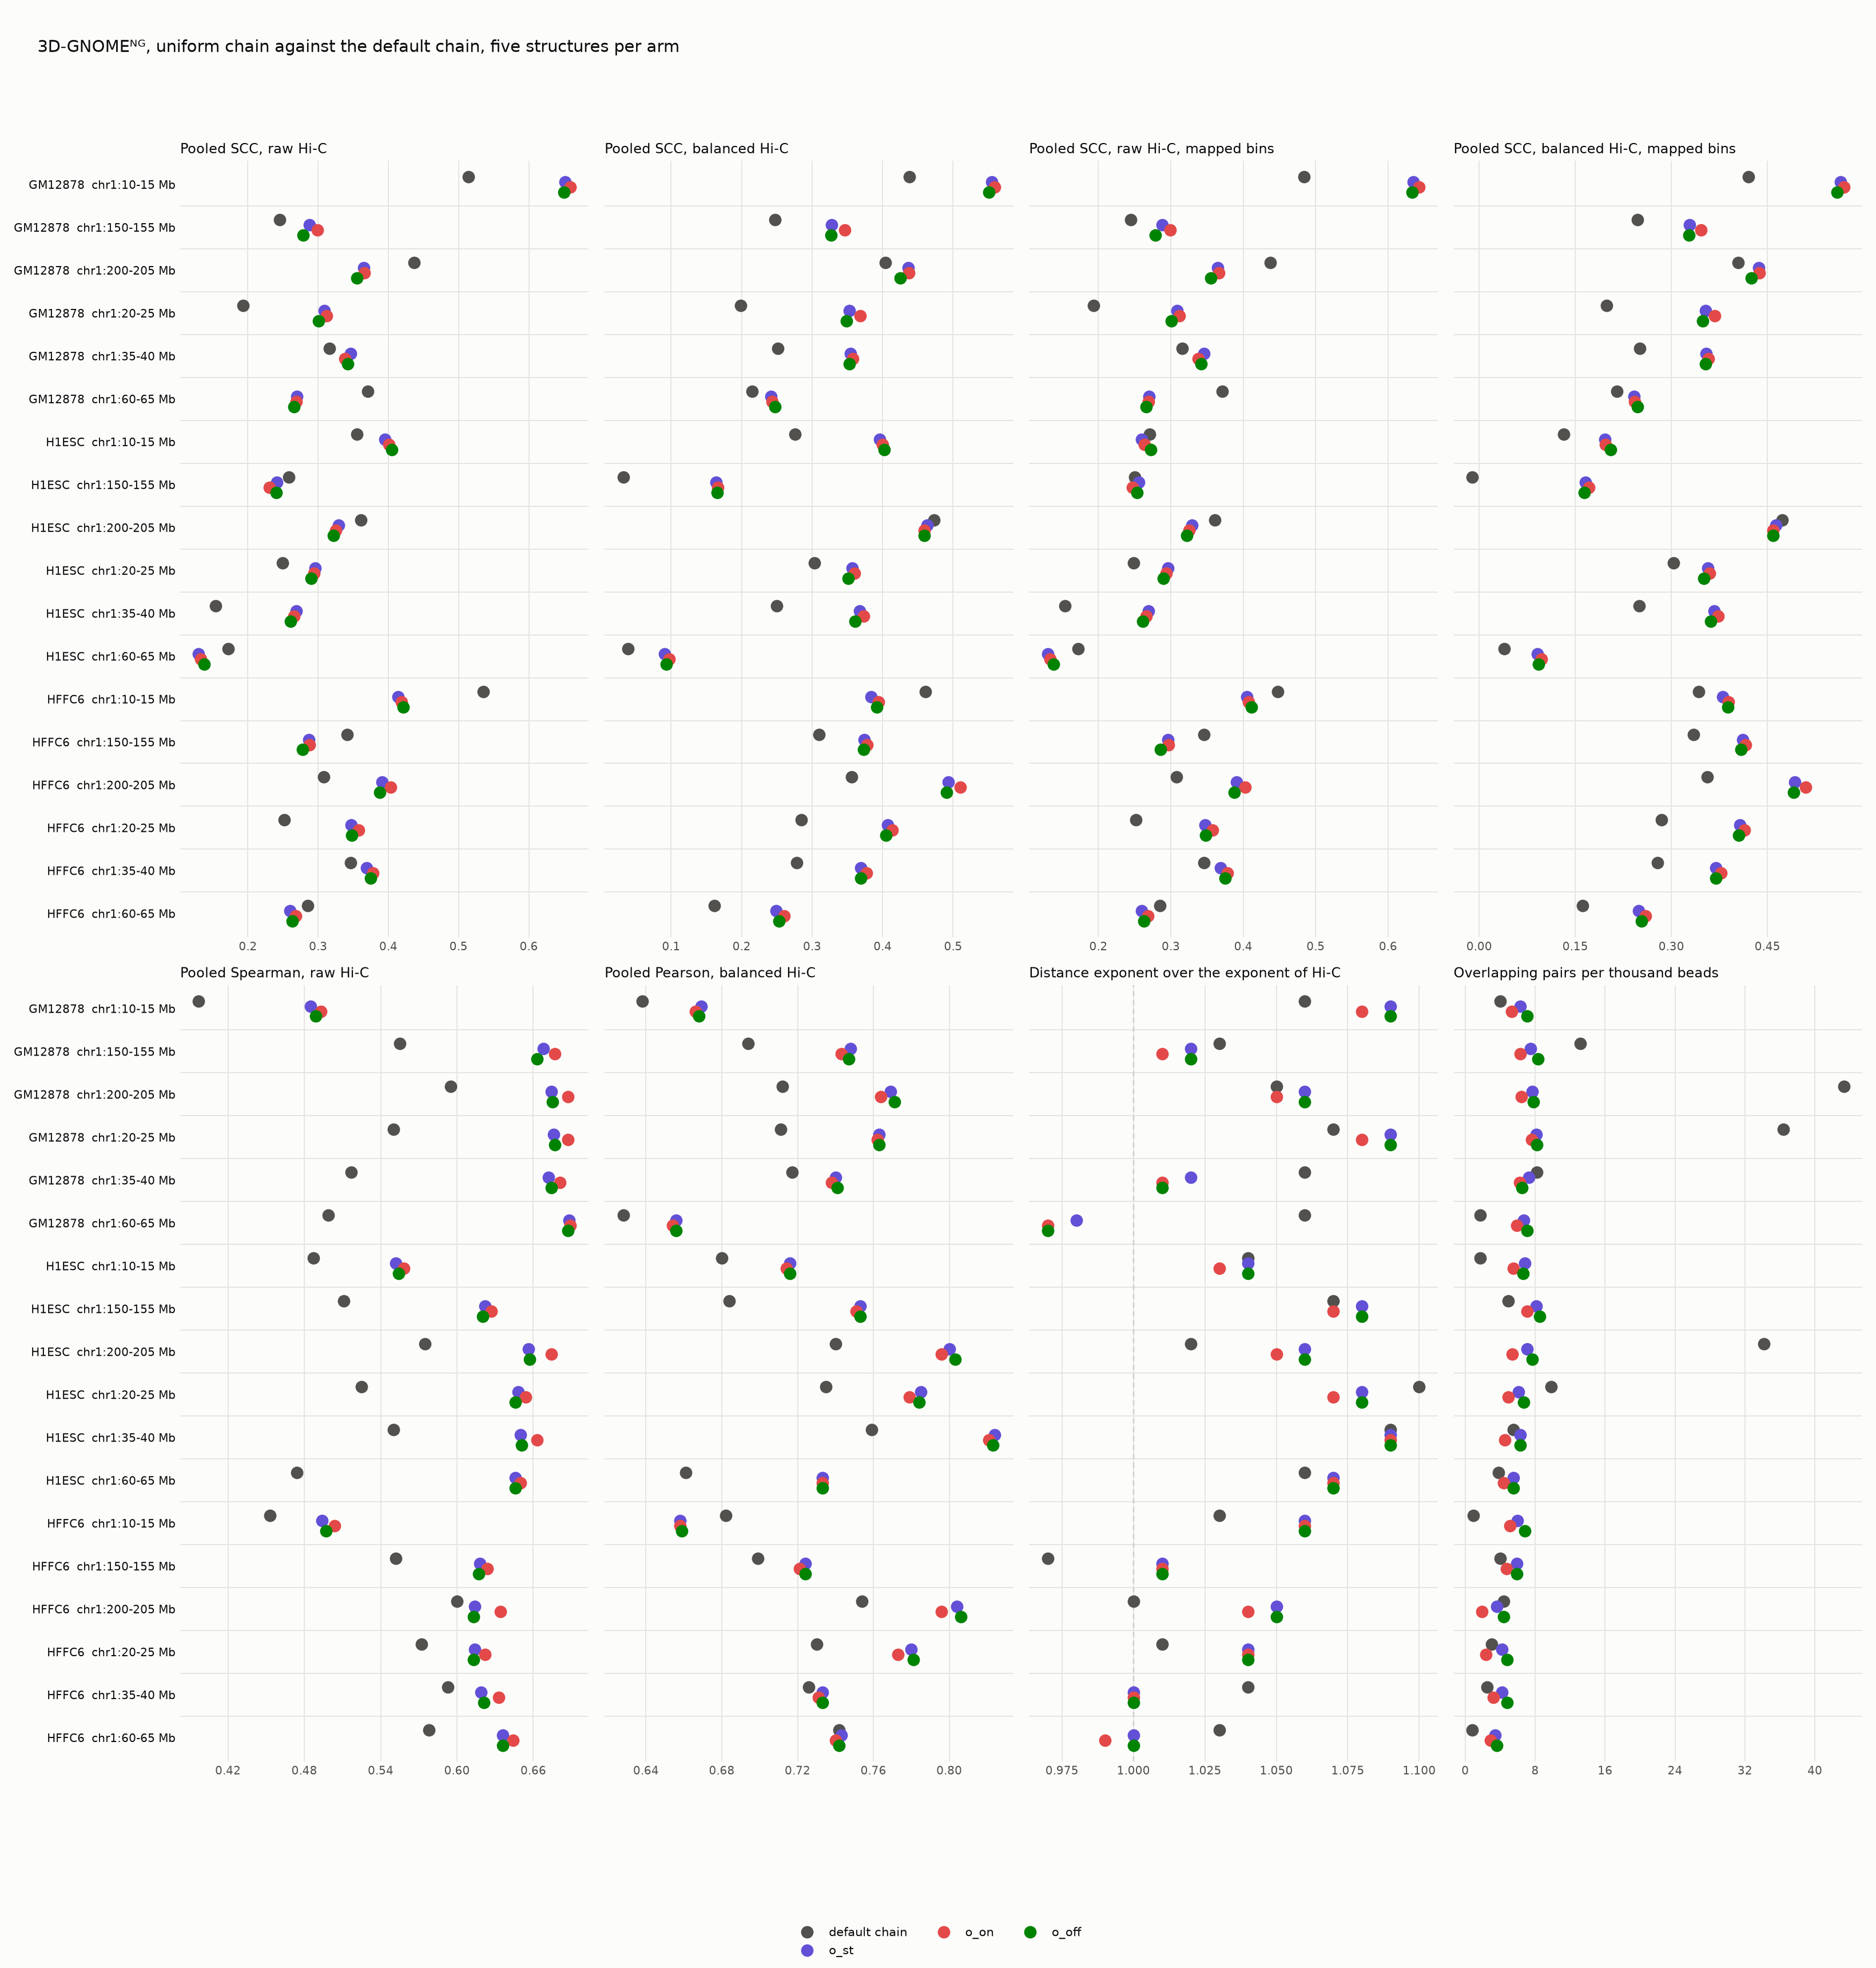 3D-GNOMEᴺᴳ, uniform chain against the default chain, five structures per arm
Pooled SCC, raw Hi-C
Pooled SCC, balanced Hi-C
Pooled SCC, raw Hi-C, mapped bins
Pooled SCC, balanced Hi-C, mapped bins
GM12878 chr1:10-15 Mb
GM12878 chr1:150-155 Mb
GM12878 chr1:200-205 Mb
GM12878 chr1:20-25 Mb
GM12878 chr1:35-40 Mb
GM12878 chr1:60-65 Mb
H1ESC chr1:10-15 Mb
H1ESC chr1:150-155 Mb
H1ESC chr1:200-205 Mb
H1ESC chr1:20-25 Mb
H1ESC chr1:35-40 Mb
H1ESC chr1:60-65 Mb
HFFC6 chr1:10-15 Mb
HFFC6 chr1:150-155 Mb
HFFC6 chr1:200-205 Mb
HFFC6 chr1:20-25 Mb
HFFC6 chr1:35-40 Mb
HFFC6 chr1:60-65 Mb
0.2 0.3 0.4 0.5 0.6
0.1 0.2 0.3 0.4 0.5
0.2 0.3 0.4 0.5 0.6
0.00 0.15 0.30 0.45
Pooled Spearman, raw Hi-C
Pooled Pearson, balanced Hi-C
Distance exponent over the exponent of Hi-C
Overlapping pairs per thousand beads
GM12878 chr1:10-15 Mb
GM12878 chr1:150-155 Mb
GM12878 chr1:200-205 Mb
GM12878 chr1:20-25 Mb
GM12878 chr1:35-40 Mb
GM12878 chr1:60-65 Mb
H1ESC chr1:10-15 Mb
H1ESC chr1:150-155 Mb
H1ESC chr1:200-205 Mb
H1ESC chr1:20-25 Mb
H1ESC chr1:35-40 Mb
H1ESC chr1:60-65 Mb
HFFC6 chr1:10-15 Mb
HFFC6 chr1:150-155 Mb
HFFC6 chr1:200-205 Mb
HFFC6 chr1:20-25 Mb
HFFC6 chr1:35-40 Mb
HFFC6 chr1:60-65 Mb
0.42 0.48 0.54 0.60 0.66
0.64 0.68 0.72 0.76 0.80
0.975 1.000 1.025 1.050 1.075 1.100
0 8 16 24 32 40
default chain o_on o_off
o_st